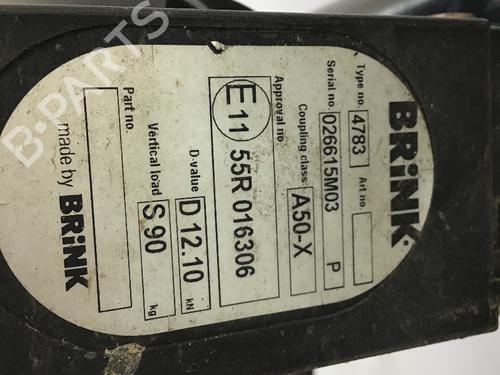 BRINK
Type no. 4783 Art no.
Serial no. 026615M03 P
Coupling class A50-X
Approval no.
E11 55R 016306
D-value D 12.10 kN
Vertical load S 90 kg
Part no.
made by BRINK
B-PARTS